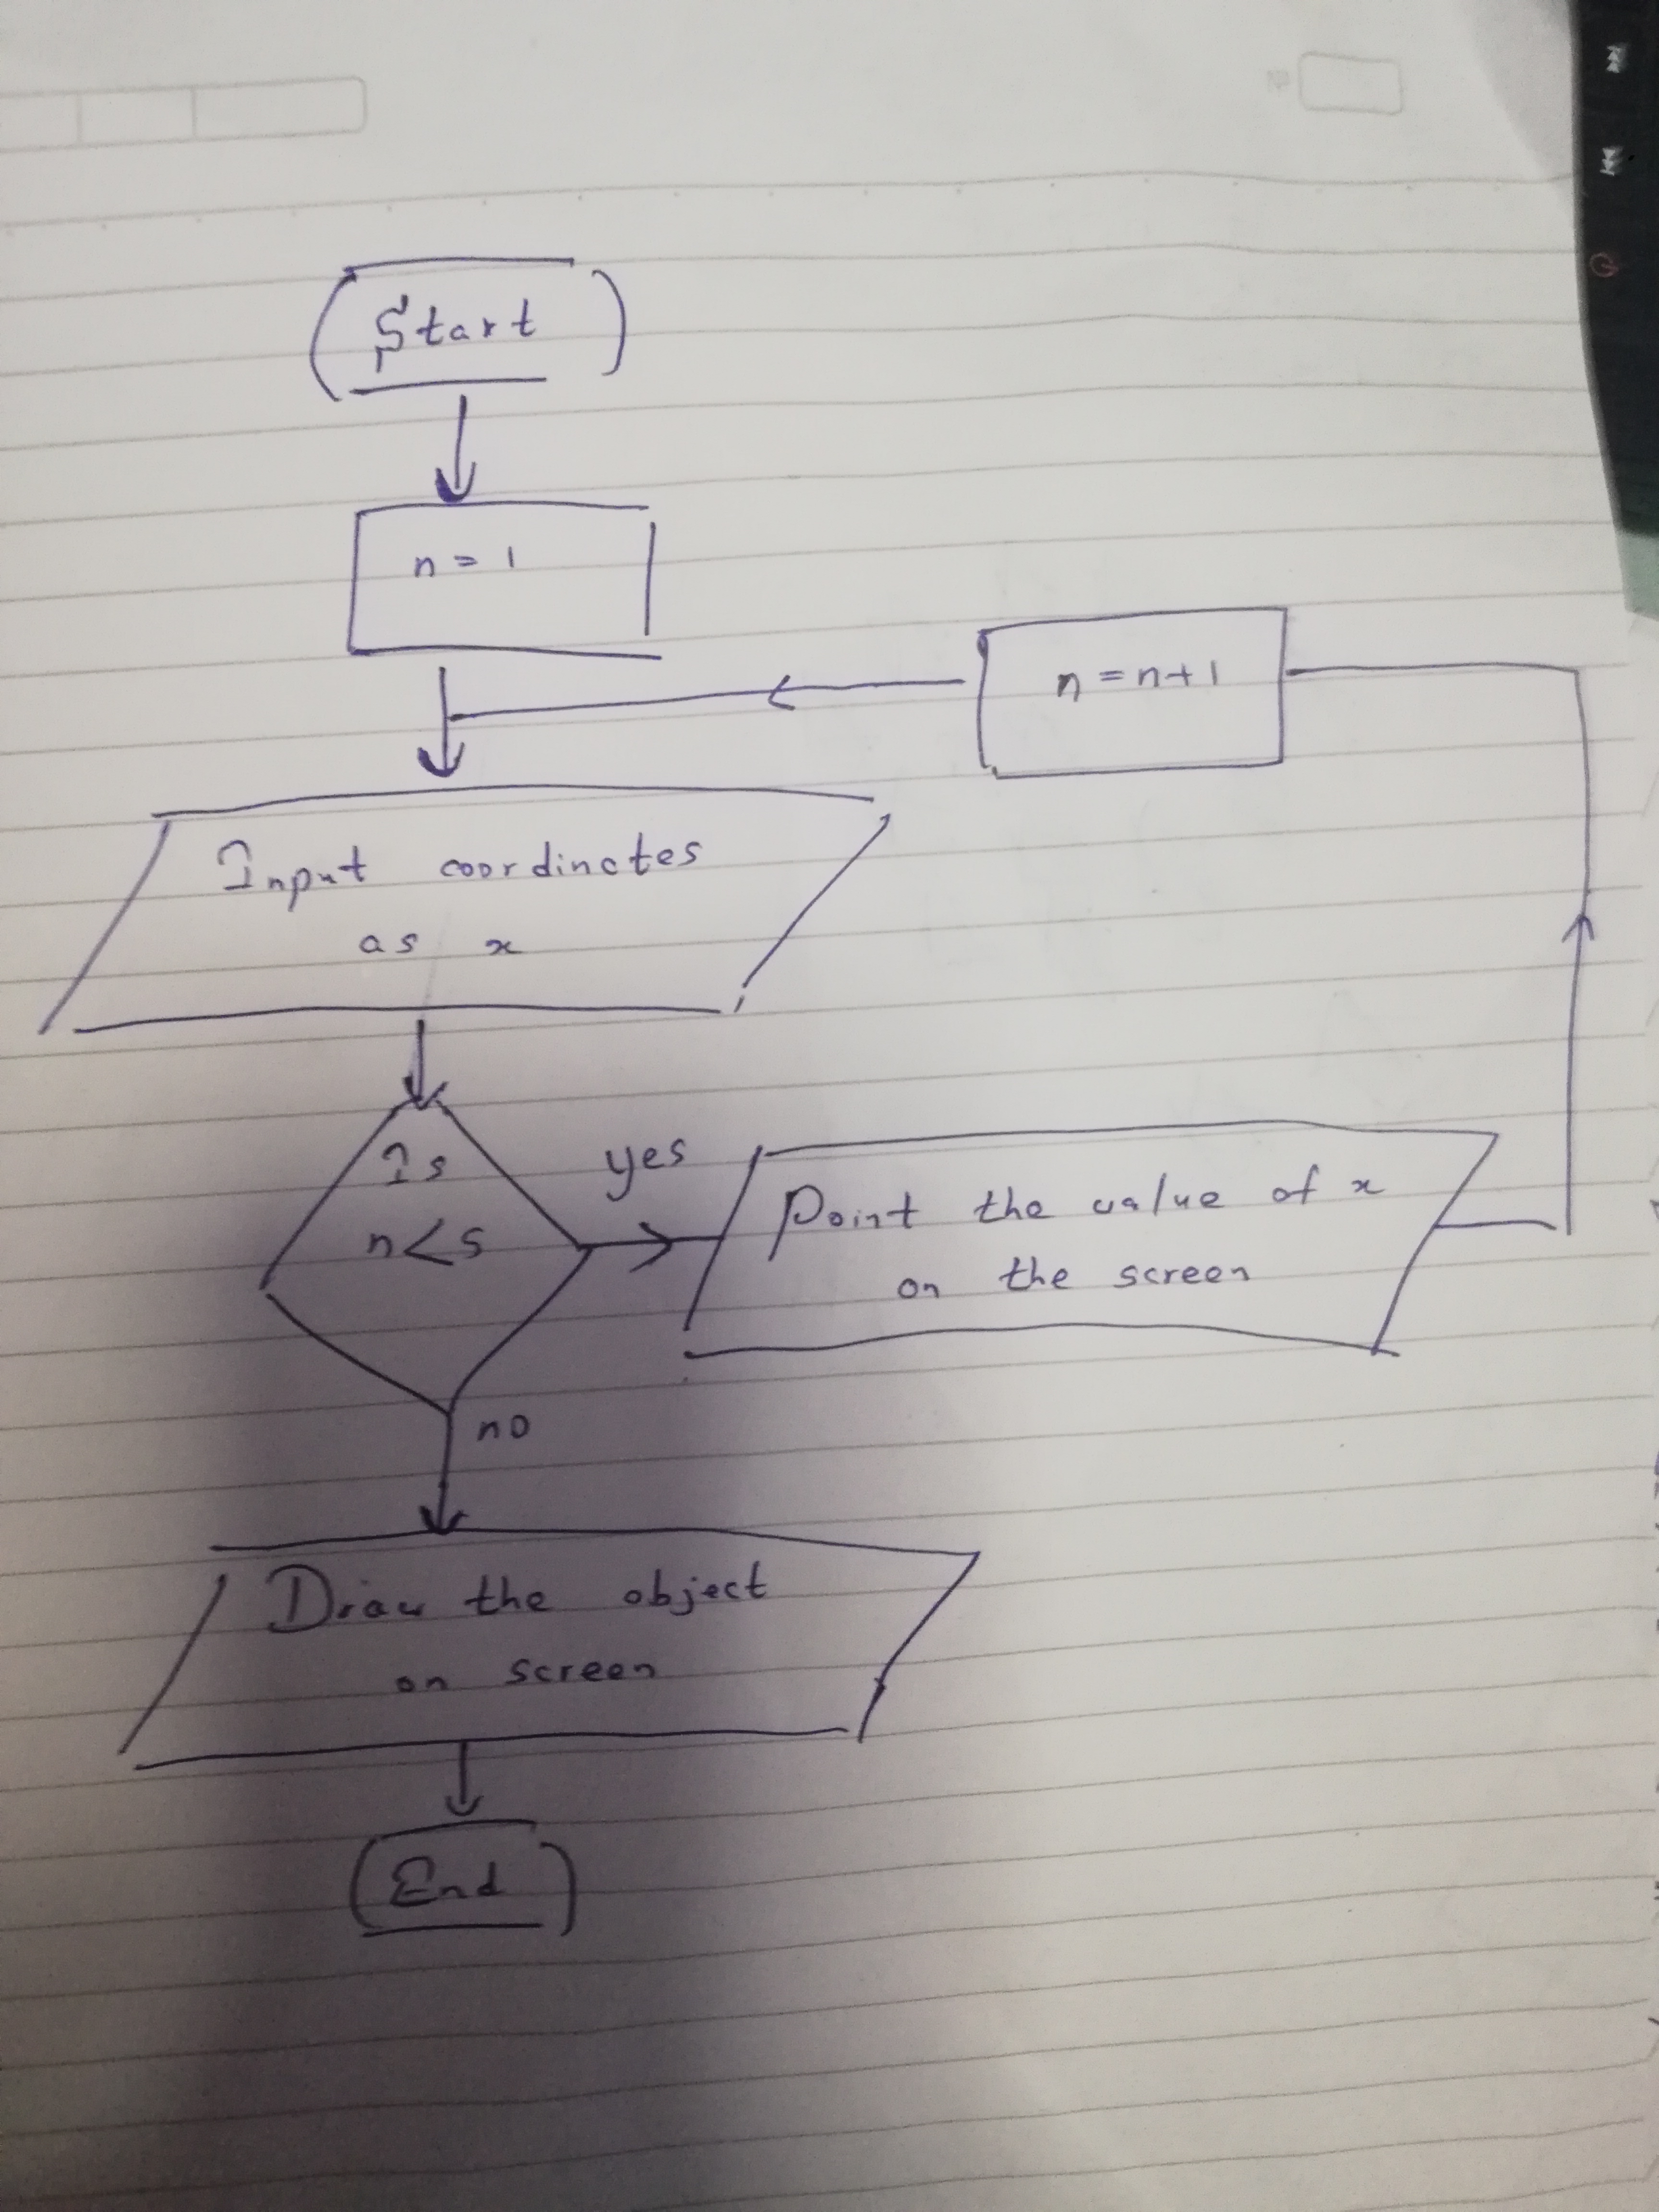 Start
n = 1
n = n+1
Input coordinates
as x
Is
n<5
yes
Point the value of x
on the screen
no
Draw the object
on screen
End